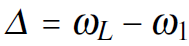 Δ = ω_L − ω_1